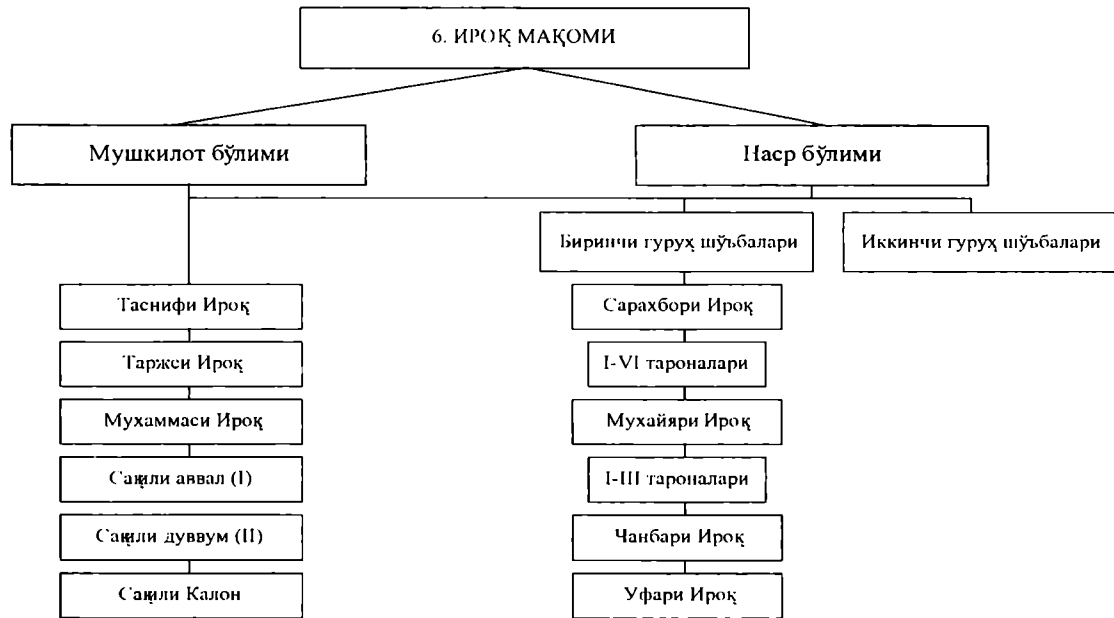 6. ИРОҚ МАҚОМИ
Мушкилот бўлими
Наср бўлими
Биринчи гуруҳ шўъбалари
Иккинчи гуруҳ шўъбалари
Таснифи Ироқ
Таржеи Ироқ
Мухаммаси Ироқ
Сақили аввал (I)
Сақили дуввум (II)
Сақили Калон
Сарахбори Ироқ
I-VI тароналари
Мухайяри Ироқ
I-III тароналари
Чанбари Ироқ
Уфари Ироқ